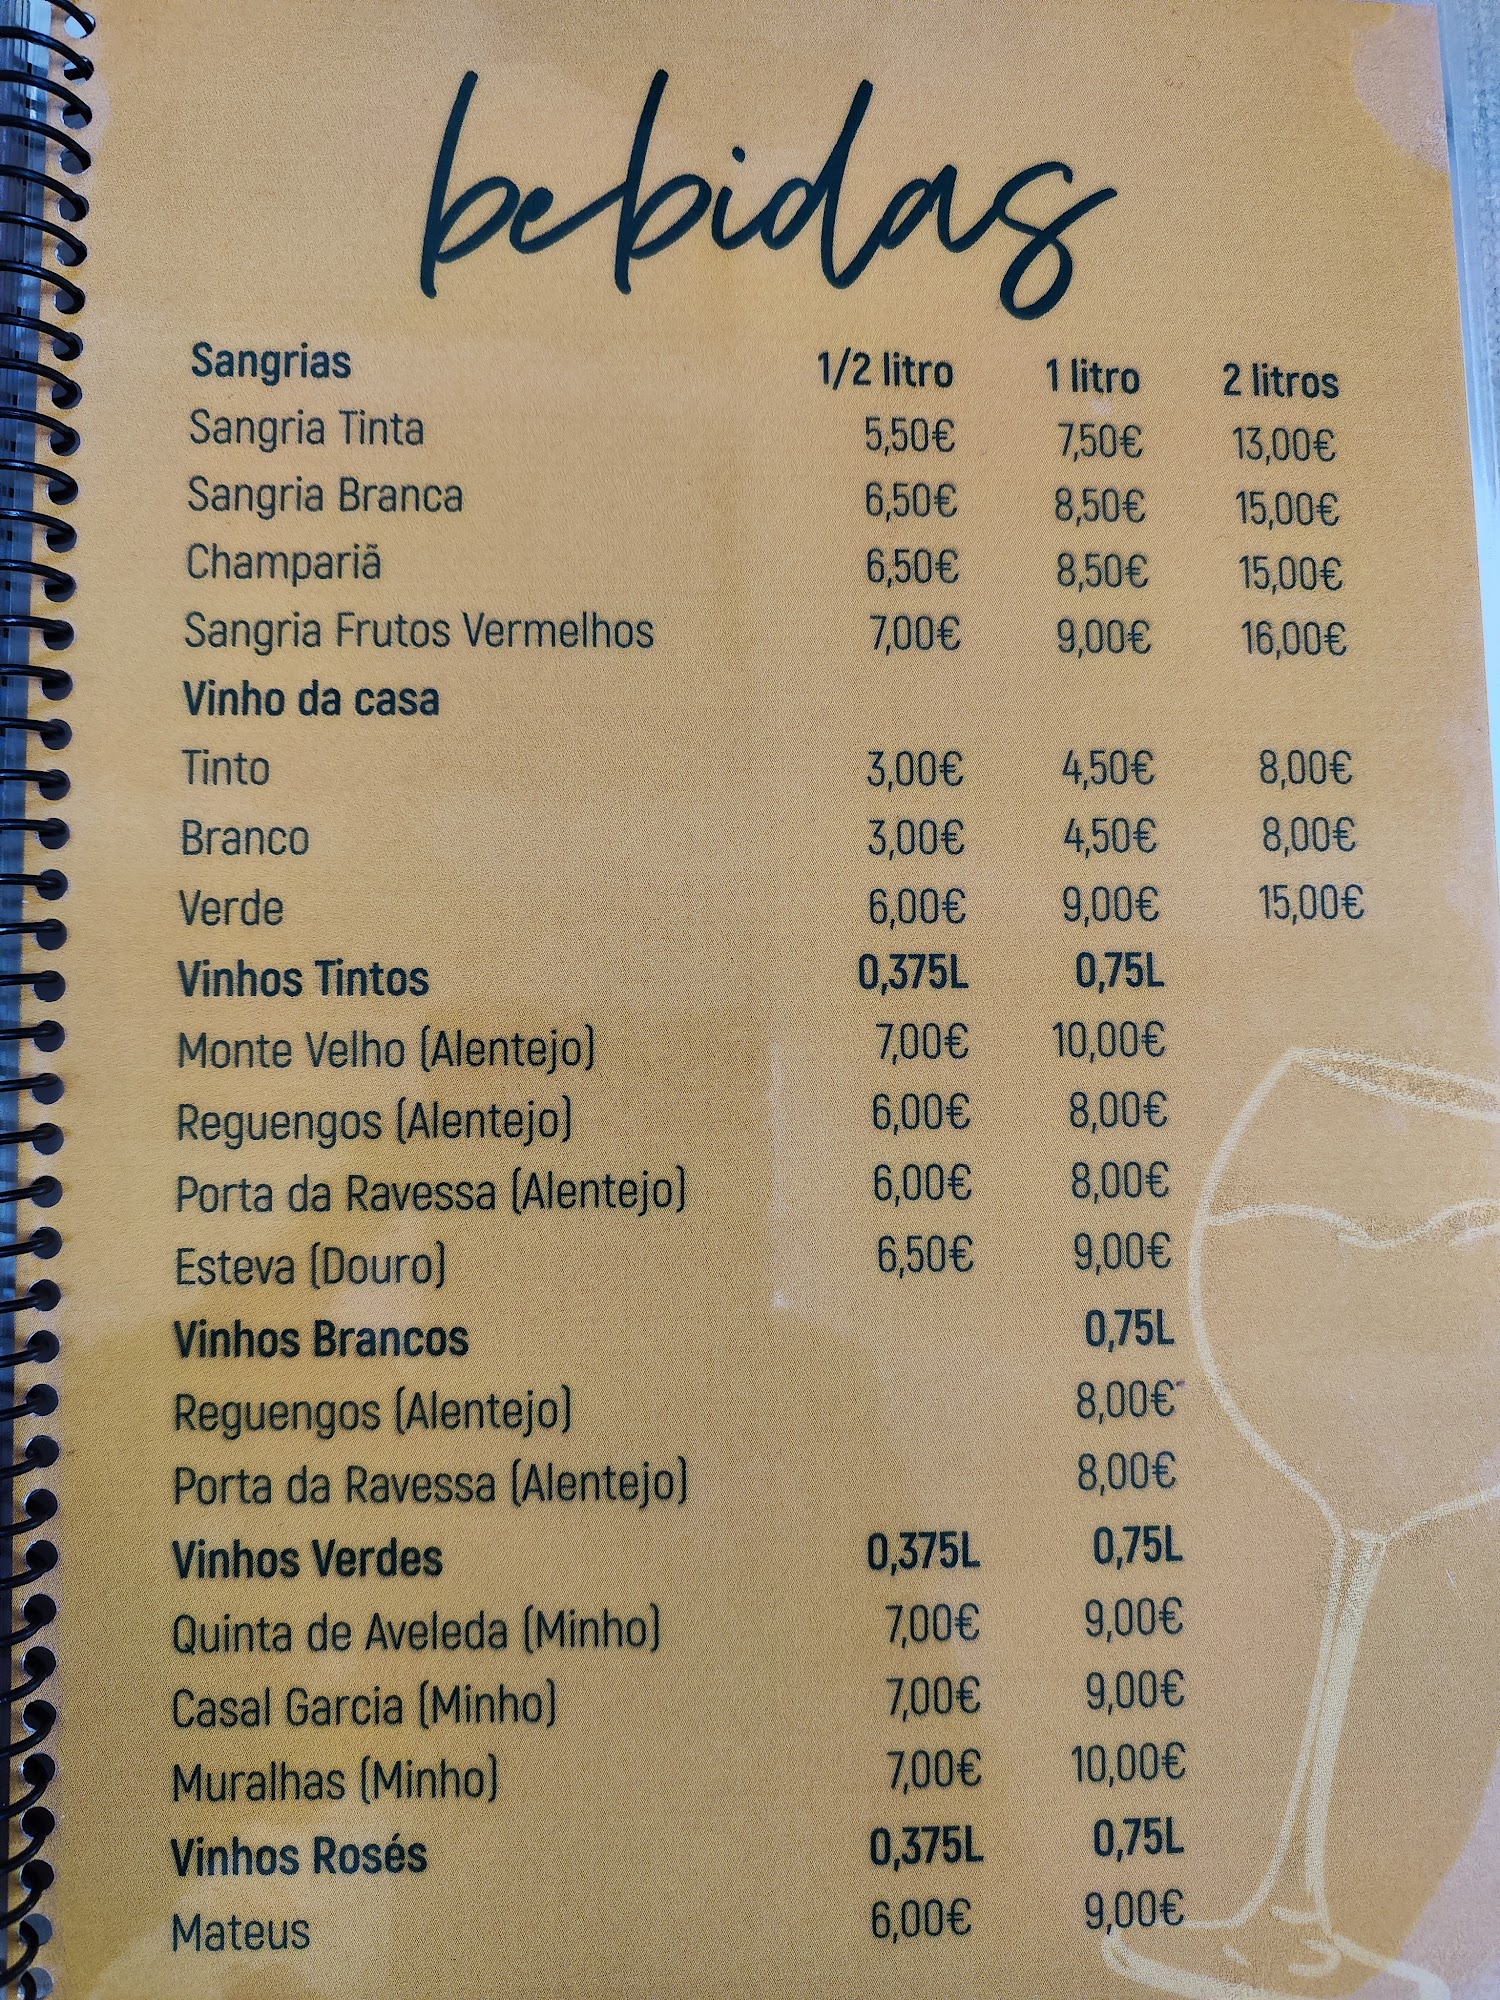 bebidas
Sangrias 1/2 litro 1 litro 2 litros
Sangria Tinta 5,50€ 7,50€ 13,00€
Sangria Branca 6,50€ 8,50€ 15,00€
Champariã 6,50€ 8,50€ 15,00€
Sangria Frutos Vermelhos 7,00€ 9,00€ 16,00€
Vinho da casa
Tinto 3,00€ 4,50€ 8,00€
Branco 3,00€ 4,50€ 8,00€
Verde 6,00€ 9,00€ 15,00€
Vinhos Tintos 0,375L 0,75L
Monte Velho (Alentejo) 7,00€ 10,00€
Reguengos (Alentejo) 6,00€ 8,00€
Porta da Ravessa (Alentejo) 6,00€ 8,00€
Esteva (Douro) 6,50€ 9,00€
Vinhos Brancos 0,75L
Reguengos (Alentejo) 8,00€
Porta da Ravessa (Alentejo) 8,00€
Vinhos Verdes 0,375L 0,75L
Quinta de Aveleda (Minho) 7,00€ 9,00€
Casal Garcia (Minho) 7,00€ 9,00€
Muralhas (Minho) 7,00€ 10,00€
Vinhos Rosés 0,375L 0,75L
Mateus 6,00€ 9,00€